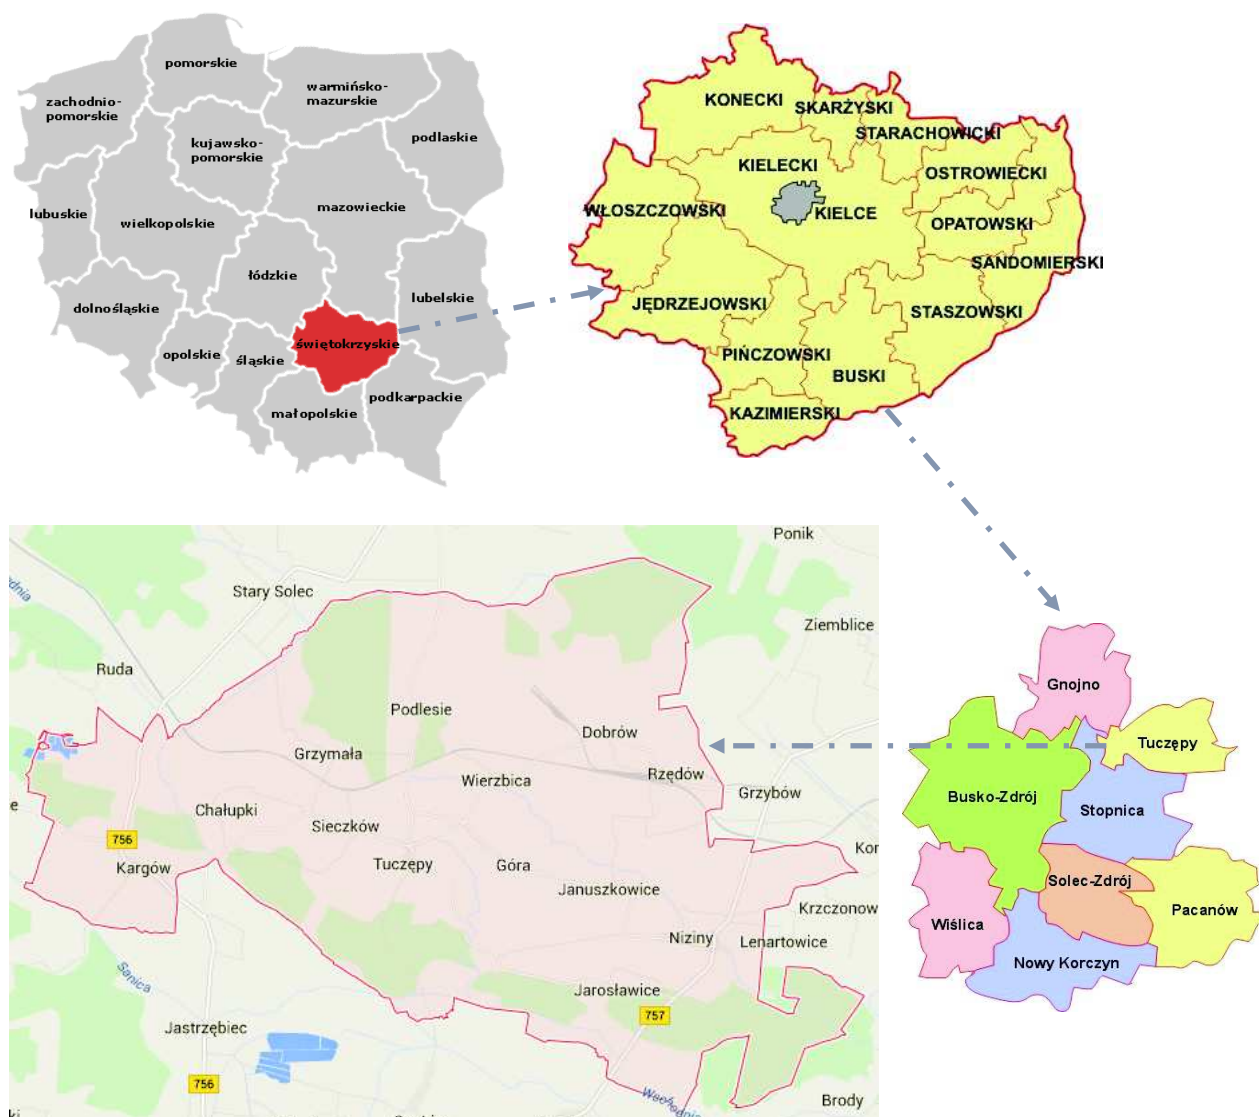 pomorskie
warmińsko-
mazurskie
zachodnio-
pomorskie
kujawsko-
pomorskie
podlaskie
lubuskie
wielkopolskie
mazowieckie
łódzkie
dolnośląskie
lubelskie
opolskie
śląskie
świętokrzyskie
małopolskie
podkarpackie
KONECKI
SKARŻYSKI
STARACHOWICKI
KIELECKI
OSTROWIECKI
WŁOSZCZOWSKI
KIELCE
OPATOWSKI
SANDOMIERSKI
JĘDRZEJOWSKI
STASZOWSKI
PIŃCZOWSKI
BUSKI
KAZIMIERSKI
Ponik
Stary Solec
Ziemblice
Ruda
Podlesie
Dobrów
Grzymała
Wierzbica
Rzędów
Grzybów
Chałupki
Sieczków
756
Kargów
Tuczępy
Góra
Januszkowice
Krzczonow
Niziny
Lenartowice
Sanica
Jarosławice
757
Jastrzębiec
756
Wschodnia
Brody
Gnojno
Tuczępy
Busko-Zdrój
Stopnica
Solec-Zdrój
Pacanów
Wiślica
Nowy Korczyn